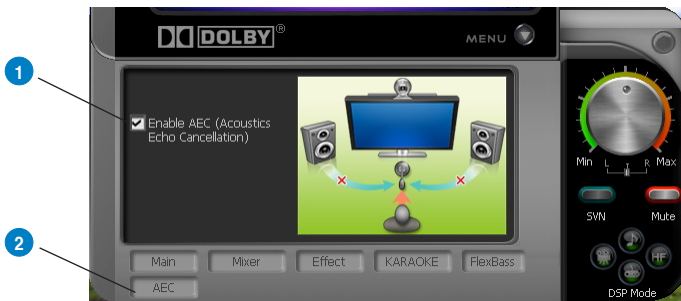 DOLBY®
MENU
1
Enable AEC (Acoustics
Echo Cancellation)
Min L T R Max
SVN Mute
2
Main Mixer Effect KARAOKE FlexBass
HF
AEC
DSP Mode